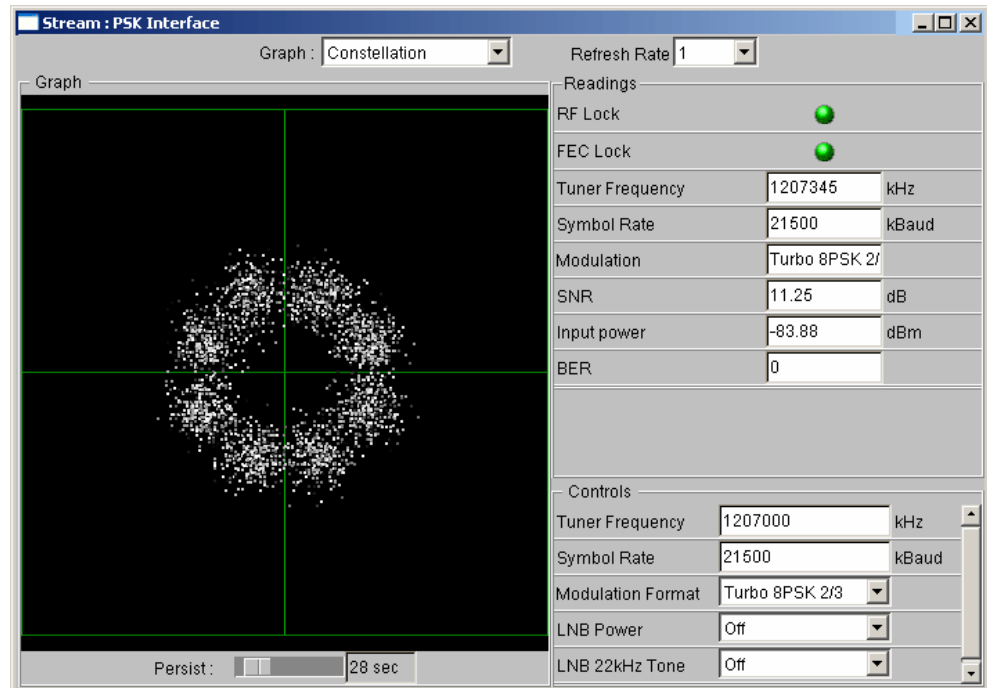 Stream : PSK Interface
Graph : Constellation Refresh Rate 1
Graph
Persist : 28 sec
Readings
RF Lock
FEC Lock
Tuner Frequency 1207345 kHz
Symbol Rate 21500 kBaud
Modulation Turbo 8PSK 2/
SNR 11.25 dB
Input power -83.88 dBm
BER 0
Controls
Tuner Frequency 1207000 kHz
Symbol Rate 21500 kBaud
Modulation Format Turbo 8PSK 2/3
LNB Power Off
LNB 22kHz Tone Off